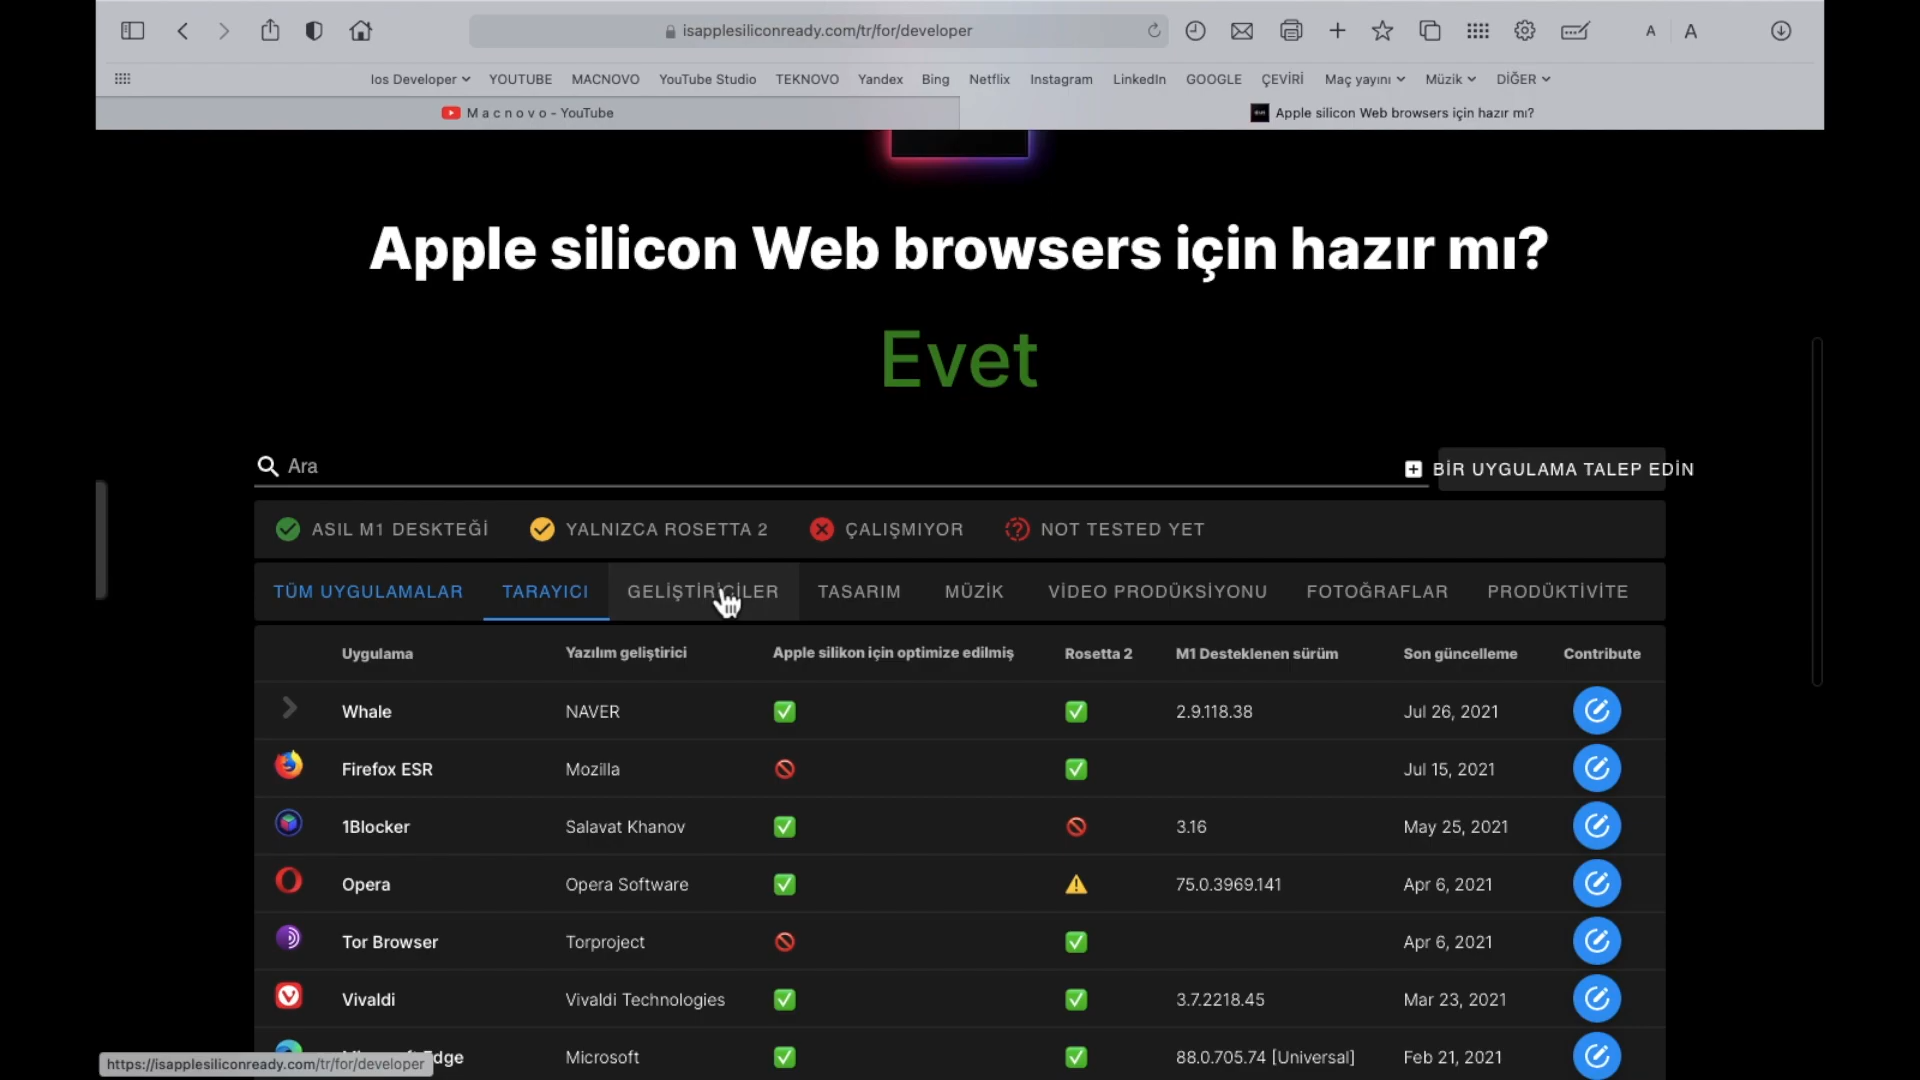 isapplesiliconready.com/tr/for/developer
A A
Ios Developer YOUTUBE MACNOVO YouTube Studio TEKNOVO Yandex Bing Netflix Instagram LinkedIn GOOGLE ÇEVİRİ Maç yayını Müzik DİĞER
Macnovo - YouTube
Apple silicon Web browsers için hazır mı?
Apple silicon Web browsers için hazır mı?
Evet
Ara
BİR UYGULAMA TALEP EDİN
ASIL M1 DESTEĞİ YALNIZCA ROSETTA 2 ÇALIŞMIYOR NOT TESTED YET
TÜM UYGULAMALAR TARAYICI GELİŞTİRİCİLER TASARIM MÜZİK VİDEO PRODÜKSİYONU FOTOĞRAFLAR PRODÜKTİVİTE
Uygulama Yazılım geliştirici Apple silikon için optimize edilmiş Rosetta 2 M1 Desteklenen sürüm Son güncelleme Contribute
Whale NAVER 2.9.118.38 Jul 26, 2021
Firefox ESR Mozilla Jul 15, 2021
1Blocker Salavat Khanov 3.16 May 25, 2021
Opera Opera Software 75.0.3969.141 Apr 6, 2021
Tor Browser Torproject Apr 6, 2021
Vivaldi Vivaldi Technologies 3.7.2218.45 Mar 23, 2021
Microsoft 88.0.705.74 [Universal] Feb 21, 2021
https://isapplesiliconready.com/tr/for/developer